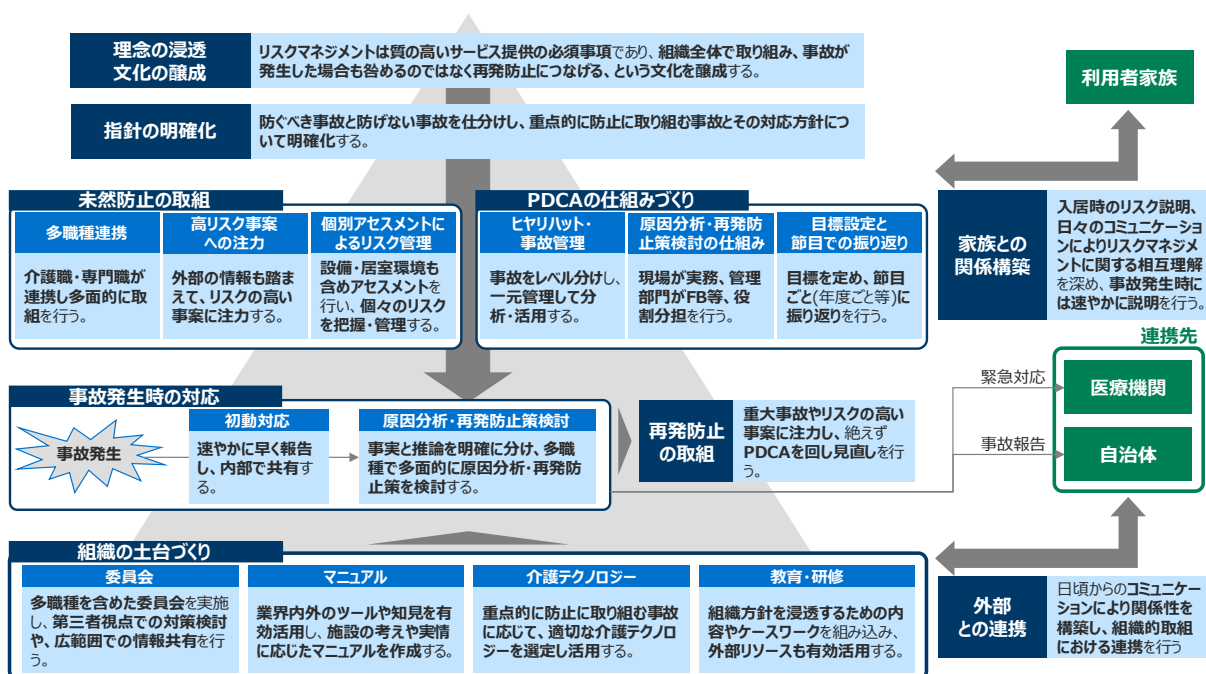 理念の浸透
文化の醸成
リスクマネジメントは質の高いサービス提供の必須事項であり、組織全体で取り組み、事故が
発生した場合も咎めるのではなく再発防止につなげる、という文化を醸成する。
利用者家族
指針の明確化
防ぐべき事故と防げない事故を仕分けし、重点的に防止に取り組む事故とその対応方針につ
いて明確化する。
未然防止の取組
多職種連携
介護職・専門職が
連携し多面的に取
組を行う。
高リスク事案
への注力
外部の情報も踏ま
えて、リスクの高い
事案に注力する。
個別アセスメントに
よるリスク管理
設備・居室環境も
含めアセスメントを
行い、個々のリスク
を把握・管理する。
PDCAの仕組みづくり
ヒヤリハット・
事故管理
事故をレベル分けし、
一元管理して分
析・活用する。
原因分析・再発防
止策検討の仕組み
現場が実務、管理
部門がFB等、役
割分担を行う。
目標設定と
節目での振り返り
目標を定め、節目
ごと(年度ごと等)に
振り返りを行う。
家族との
関係構築
入居時のリスク説明、
日々のコミュニケーショ
ンによりリスクマネジメ
ントに関する相互理解
を深め、事故発生時に
は速やかに説明を行う。
事故発生時の対応
事故発生
初動対応
速やかに早く報告
し、内部で共有す
る。
原因分析・再発防止策検討
事実と推論を明確に分け、多職
種で多面的に原因分析・再発防
止策を検討する。
再発防止
の取組
重大事故やリスクの高い
事案に注力し、絶えず
PDCAを回し見直しを行
う。
緊急対応
事故報告
連携先
医療機関
自治体
組織の土台づくり
委員会
多職種を含めた委員会を実施
し、第三者視点での対策検討
や、広範囲での情報共有を行
う。
マニュアル
業界内外のツールや知見を有
効活用し、施設の考えや実情
に応じたマニュアルを作成する。
介護テクノロジー
重点的に防止に取り組む事故
に応じて、適切な介護テクノロ
ジーを選定し活用する。
教育・研修
組織方針を浸透するための内
容やケースワークを組み込み、
外部リソースも有効活用する。
外部
との連携
日頃からのコミュニケー
ションにより関係性を
構築し、組織的取組
における連携を行う